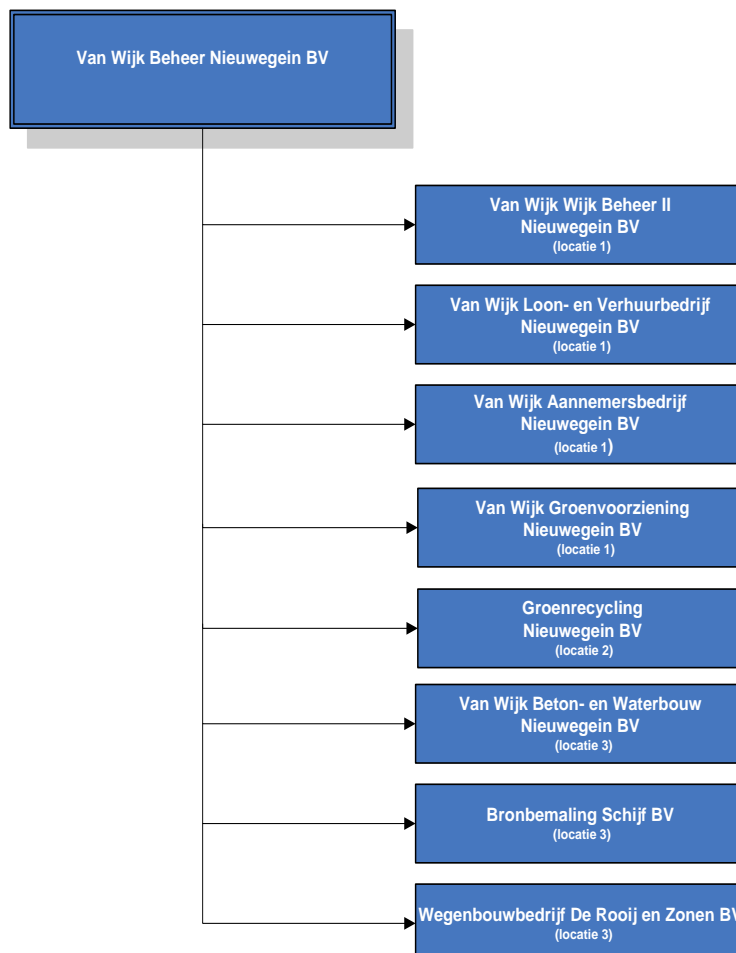 Van Wijk Beheer Nieuwegein BV
Van Wijk Wijk Beheer II
Nieuwegein BV
(locatie 1)
Van Wijk Loon- en Verhuurbedrijf
Nieuwegein BV
(locatie 1)
Van Wijk Aannemersbedrijf
Nieuwegein BV
(locatie 1)
Van Wijk Groenvoorziening
Nieuwegein BV
(locatie 1)
Groenrecycling
Nieuwegein BV
(locatie 2)
Van Wijk Beton- en Waterbouw
Nieuwegein BV
(locatie 3)
Bronbemaling Schijf BV
(locatie 3)
Wegenbouwbedrijf De Rooij en Zonen BV
(locatie 3)